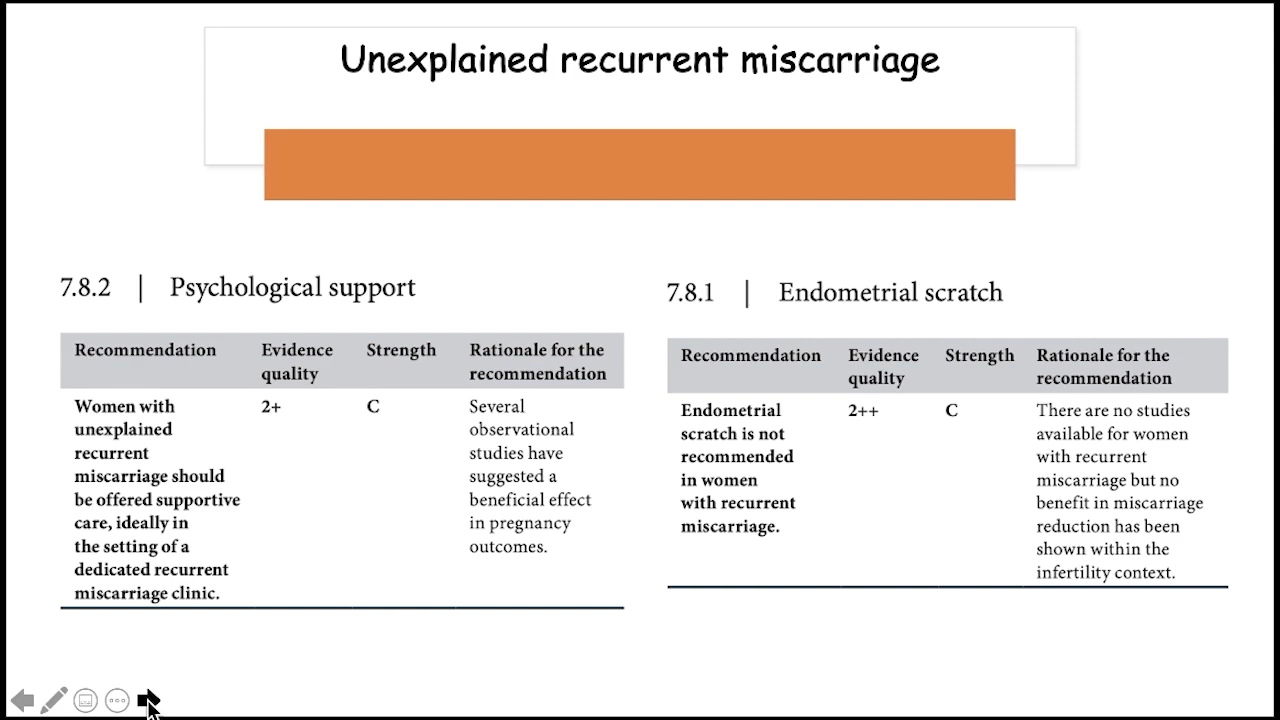 Unexplained recurrent miscarriage
7.8.2 | Psychological support
Recommendation Evidence quality Strength Rationale for the recommendation
Women with
unexplained
recurrent
miscarriage should
be offered supportive
care, ideally in
the setting of a
dedicated recurrent
miscarriage clinic.
2+
C
Several
observational
studies have
suggested a
beneficial effect
in pregnancy
outcomes.
7.8.1 | Endometrial scratch
Recommendation Evidence quality Strength Rationale for the recommendation
Endometrial
scratch is not
recommended
in women
with recurrent
miscarriage.
2++
C
There are no studies
available for women
with recurrent
miscarriage but no
benefit in miscarriage
reduction has been
shown within the
infertility context.